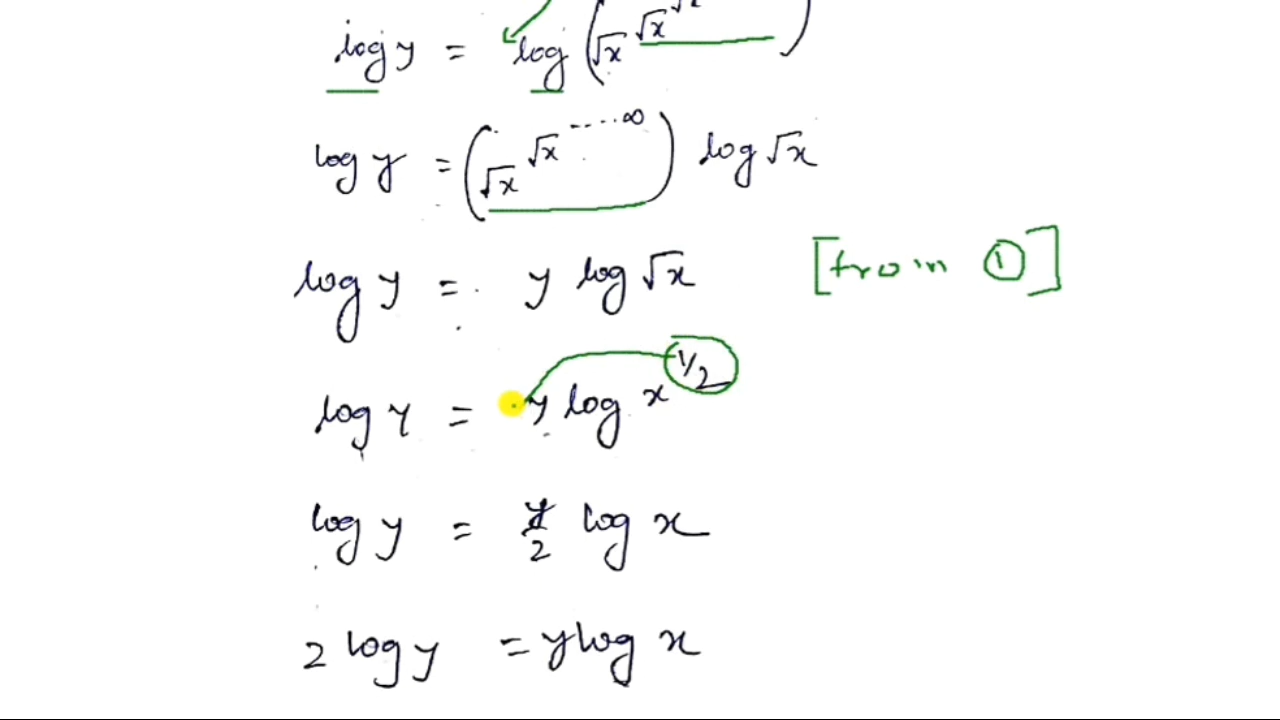 log y = log (√x^√x^√x )
log y = (√x^√x^....∞) log √x
log y = y log √x [from ①]
log y = y log x^1/2
log y = y/2 log x
2 log y = y log x